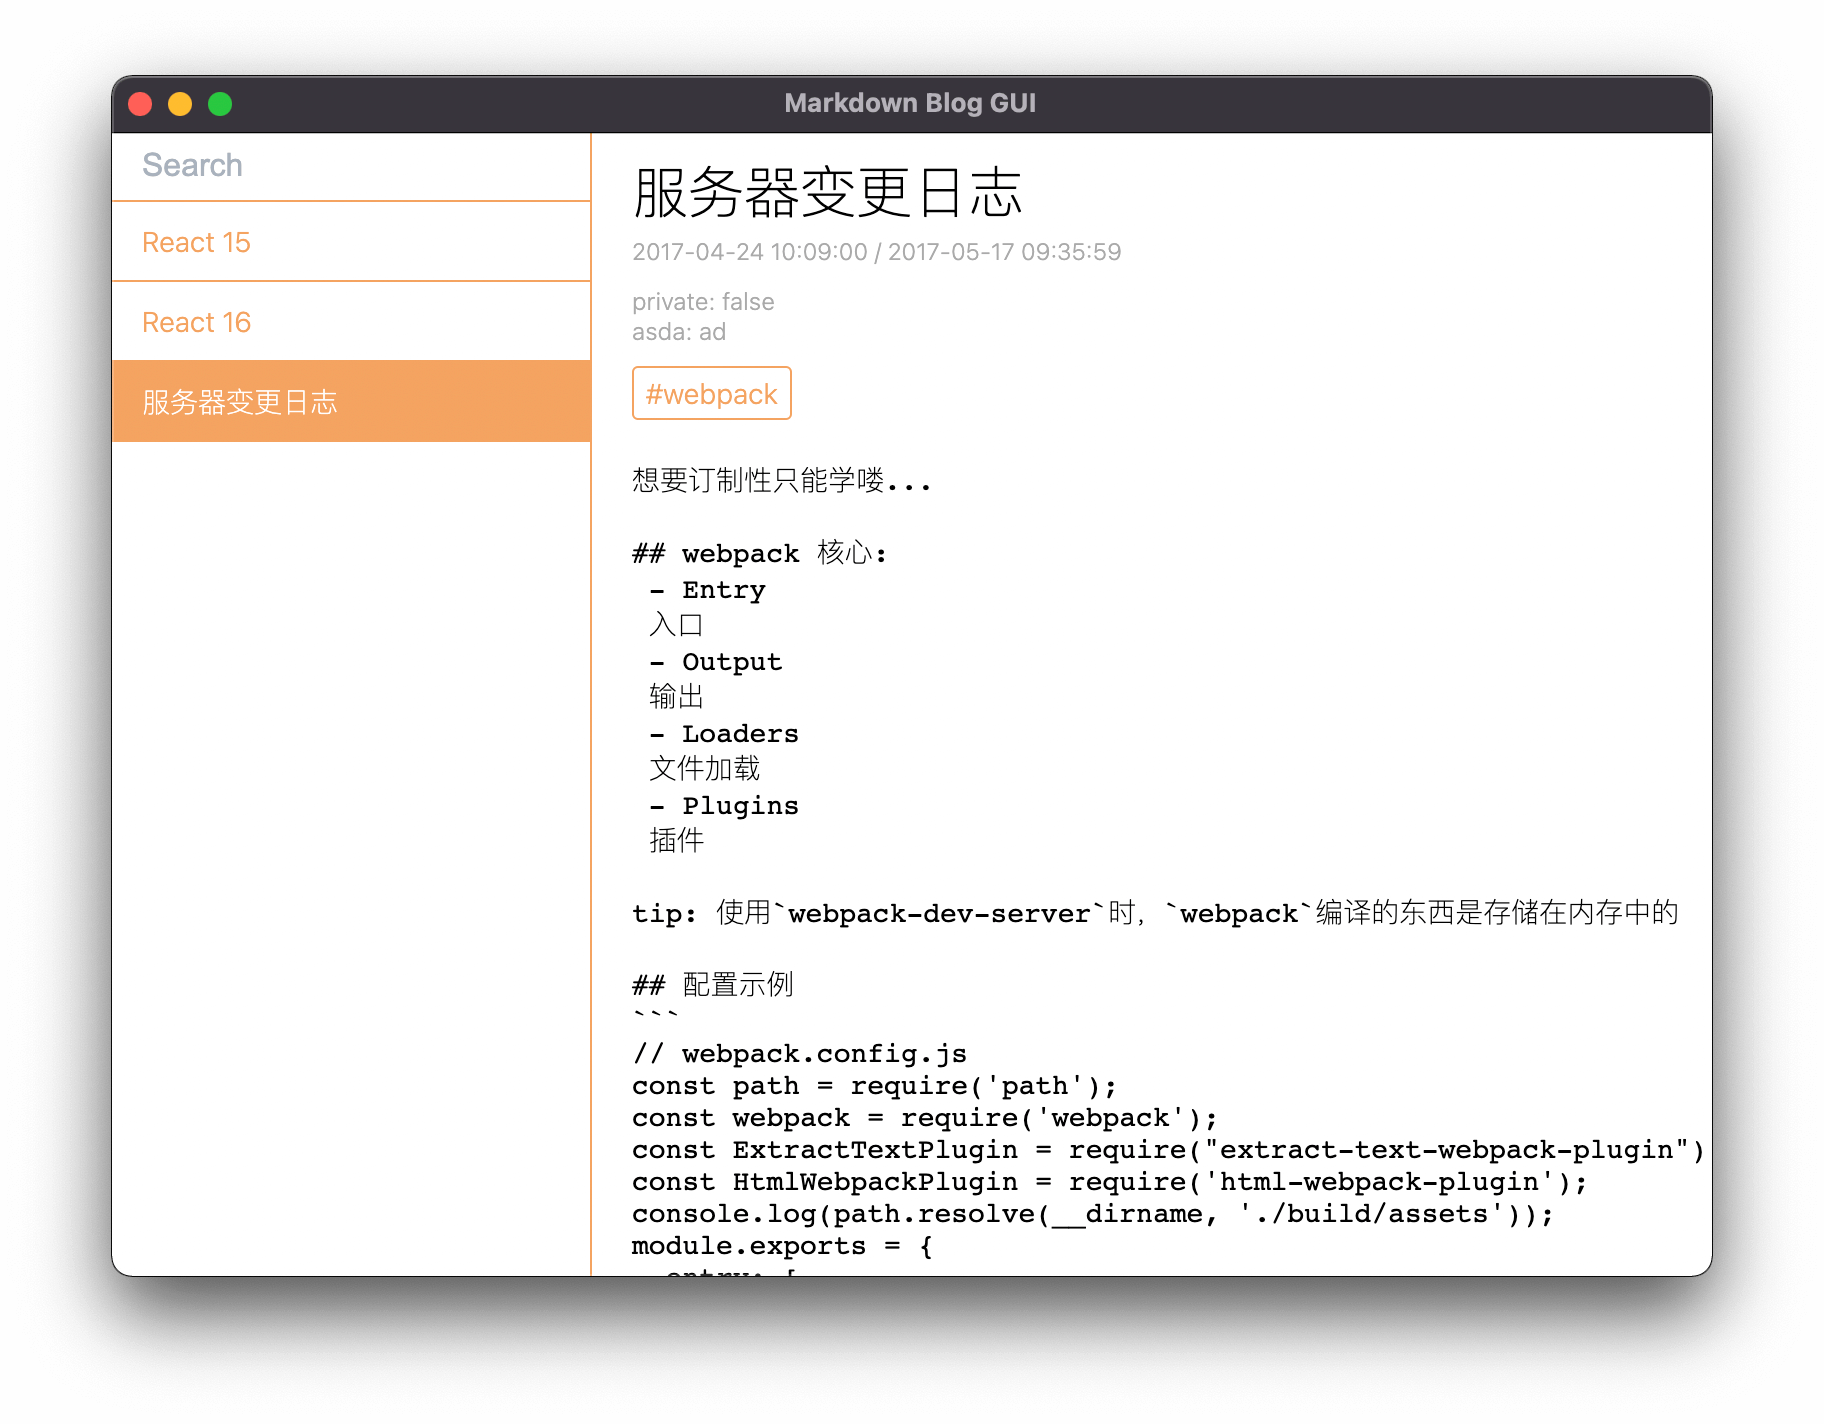 Markdown Blog GUI
Search
React 15
React 16
服务器变更日志
服务器变更日志
2017-04-24 10:09:00 / 2017-05-17 09:35:59
private: false
asda: ad
#webpack
想要订制性只能学喽...
## webpack 核心:
- Entry
入口
- Output
输出
- Loaders
文件加载
- Plugins
插件
tip: 使用`webpack-dev-server`时, `webpack`编译的东西是存储在内存中的
## 配置示例
```
// webpack.config.js
const path = require('path');
const webpack = require('webpack');
const ExtractTextPlugin = require("extract-text-webpack-plugin")
const HtmlWebpackPlugin = require('html-webpack-plugin');
console.log(path.resolve(__dirname, './build/assets'));
module.exports = {
entry: [